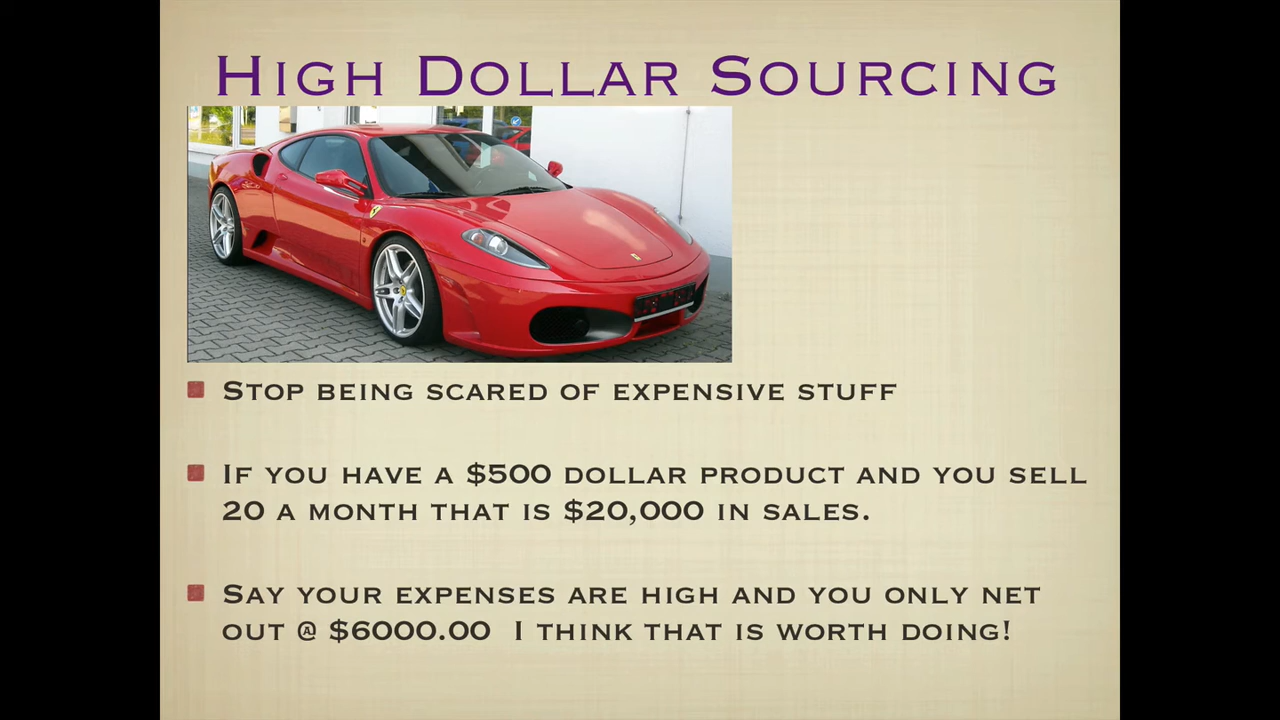 High Dollar Sourcing
Stop being scared of expensive stuff
If you have a $500 dollar product and you sell
20 a month that is $20,000 in sales.
Say your expenses are high and you only net
out @ $6000.00 I think that is worth doing!